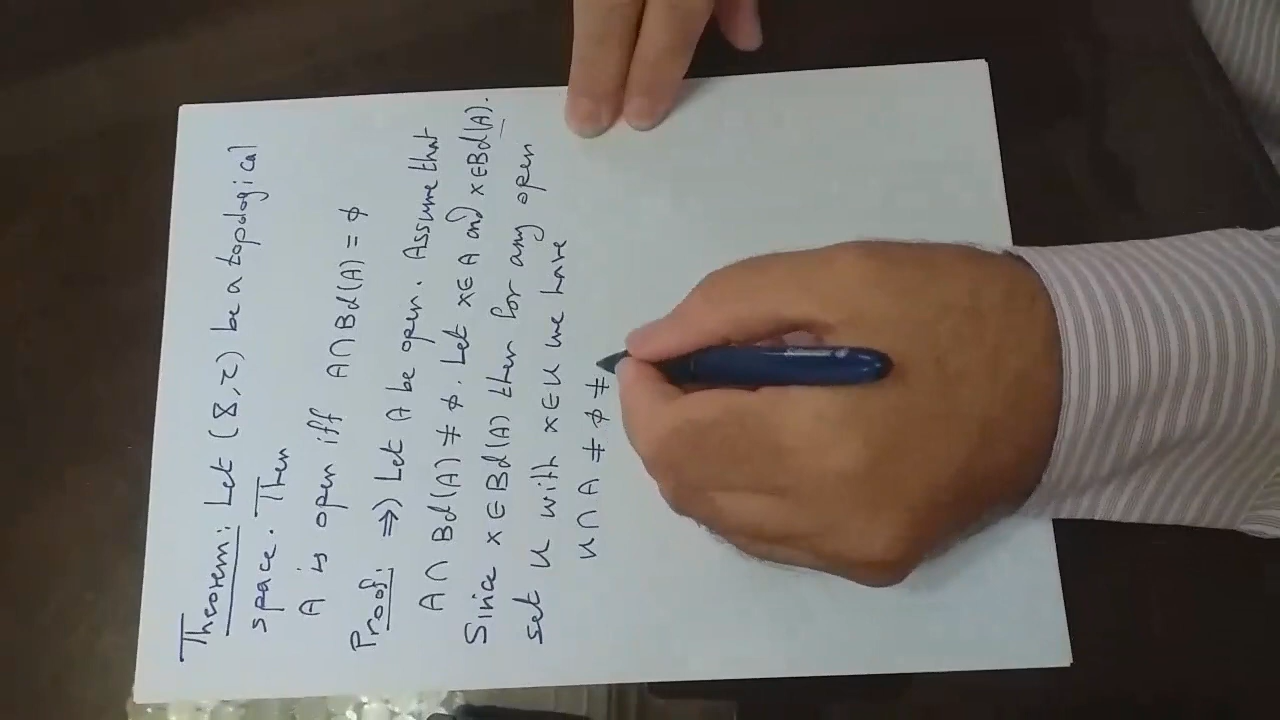 Theorem: Let (X, τ) be a topological
space. Then
A is open iff A ∩ Bd(A) = ϕ
Proof: ⇒) Let A be open. Assume that
A ∩ Bd(A) ≠ ϕ. Let x ∈ A and x ∈ Bd(A).
Since x ∈ Bd(A) then for any open
set U with x ∈ U we have
U ∩ A ≠ ϕ ≠